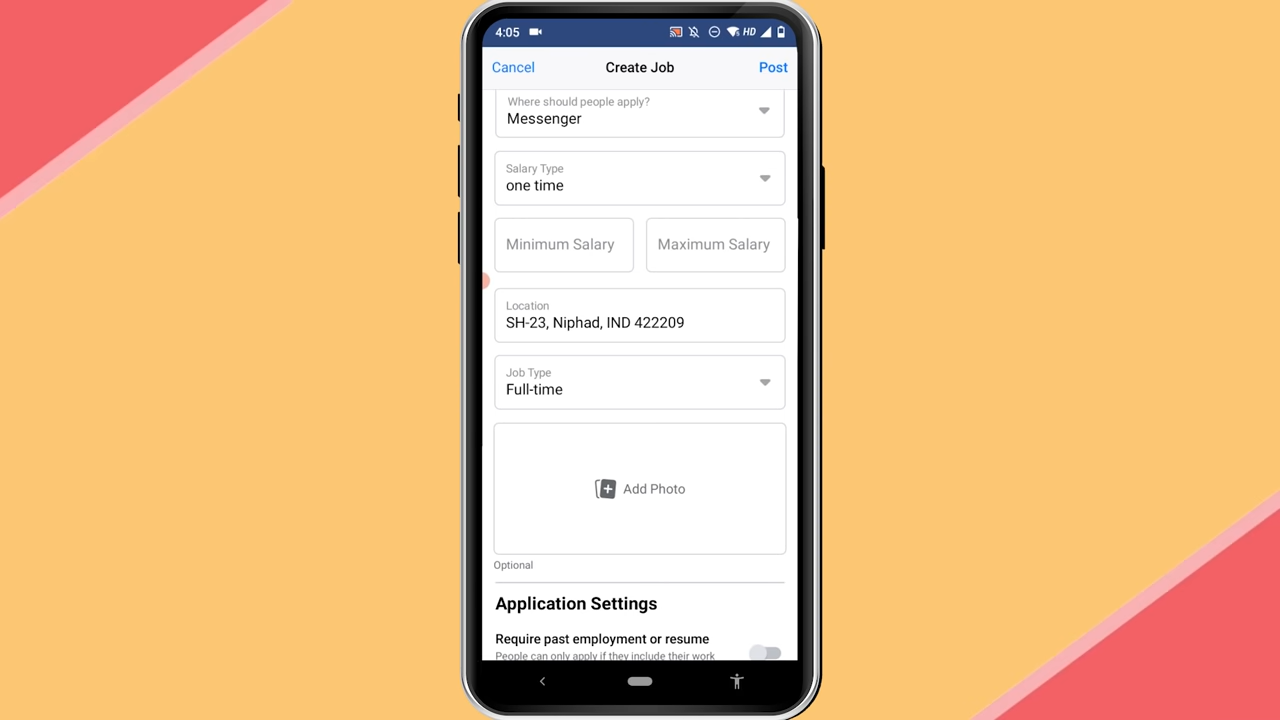 4:05 HD
Cancel Create Job Post
Where should people apply?
Messenger
Salary Type
one time
Minimum Salary Maximum Salary
Location
SH-23, Niphad, IND 422209
Job Type
Full-time
Add Photo
Optional
Application Settings
Require past employment or resume
People can only apply if they include their work